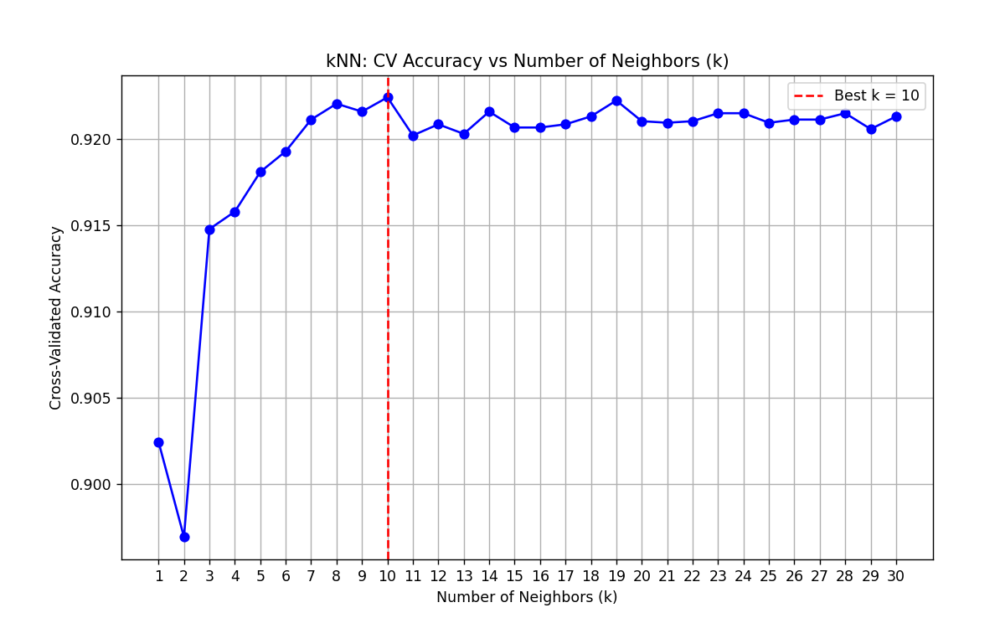 kNN: CV Accuracy vs Number of Neighbors (k)
Best k = 10
Cross-Validated Accuracy
0.920
0.915
0.910
0.905
0.900
1 2 3 4 5 6 7 8 9 10 11 12 13 14 15 16 17 18 19 20 21 22 23 24 25 26 27 28 29 30
Number of Neighbors (k)